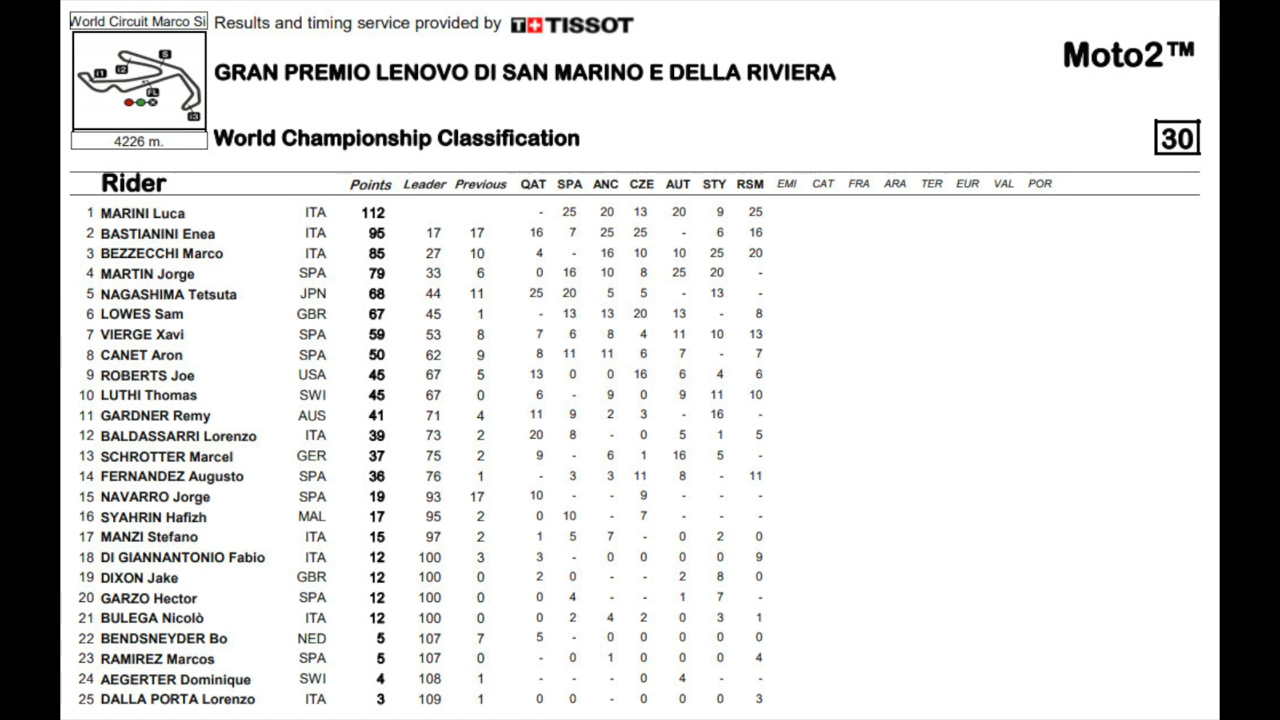 World Circuit Marco Si Results and timing service provided by T+ TISSOT
S
I1 I2
FL
I3
GRAN PREMIO LENOVO DI SAN MARINO E DELLA RIVIERA
Moto2™
4226 m.
World Championship Classification
30
Rider Points Leader Previous QAT SPA ANC CZE AUT STY RSM EMI CAT FRA ARA TER EUR VAL POR
1 MARINI Luca ITA 112 - 25 20 13 20 9 25
2 BASTIANINI Enea ITA 95 17 17 16 7 25 25 - 6 16
3 BEZZECCHI Marco ITA 85 27 10 4 - 16 10 10 25 20
4 MARTIN Jorge SPA 79 33 6 0 16 10 8 25 20 -
5 NAGASHIMA Tetsuta JPN 68 44 11 25 20 5 5 - 13 -
6 LOWES Sam GBR 67 45 1 - 13 13 20 13 - 8
7 VIERGE Xavi SPA 59 53 8 7 6 8 4 11 10 13
8 CANET Aron SPA 50 62 9 8 11 11 6 7 - 7
9 ROBERTS Joe USA 45 67 5 13 0 0 16 6 4 6
10 LUTHI Thomas SWI 45 67 0 6 - 9 0 9 11 10
11 GARDNER Remy AUS 41 71 4 11 9 2 3 - 16 -
12 BALDASSARRI Lorenzo ITA 39 73 2 20 8 - 0 5 1 5
13 SCHROTTER Marcel GER 37 75 2 9 - 6 1 16 5 -
14 FERNANDEZ Augusto SPA 36 76 1 - 3 3 11 8 - 11
15 NAVARRO Jorge SPA 19 93 17 10 - - 9 - - -
16 SYAHRIN Hafizh MAL 17 95 2 0 10 - 7 - - -
17 MANZI Stefano ITA 15 97 2 1 5 7 - 0 2 0
18 DI GIANNANTONIO Fabio ITA 12 100 3 3 - 0 0 0 0 9
19 DIXON Jake GBR 12 100 0 2 0 - - 2 8 0
20 GARZO Hector SPA 12 100 0 0 4 - - 1 7 -
21 BULEGA Nicolò ITA 12 100 0 0 2 4 2 0 3 1
22 BENDSNEYDER Bo NED 5 107 7 5 - 0 0 0 0 0
23 RAMIREZ Marcos SPA 5 107 0 - 0 1 0 0 0 4
24 AEGERTER Dominique SWI 4 108 1 - - - 0 4 - -
25 DALLA PORTA Lorenzo ITA 3 109 1 0 0 - 0 0 0 3